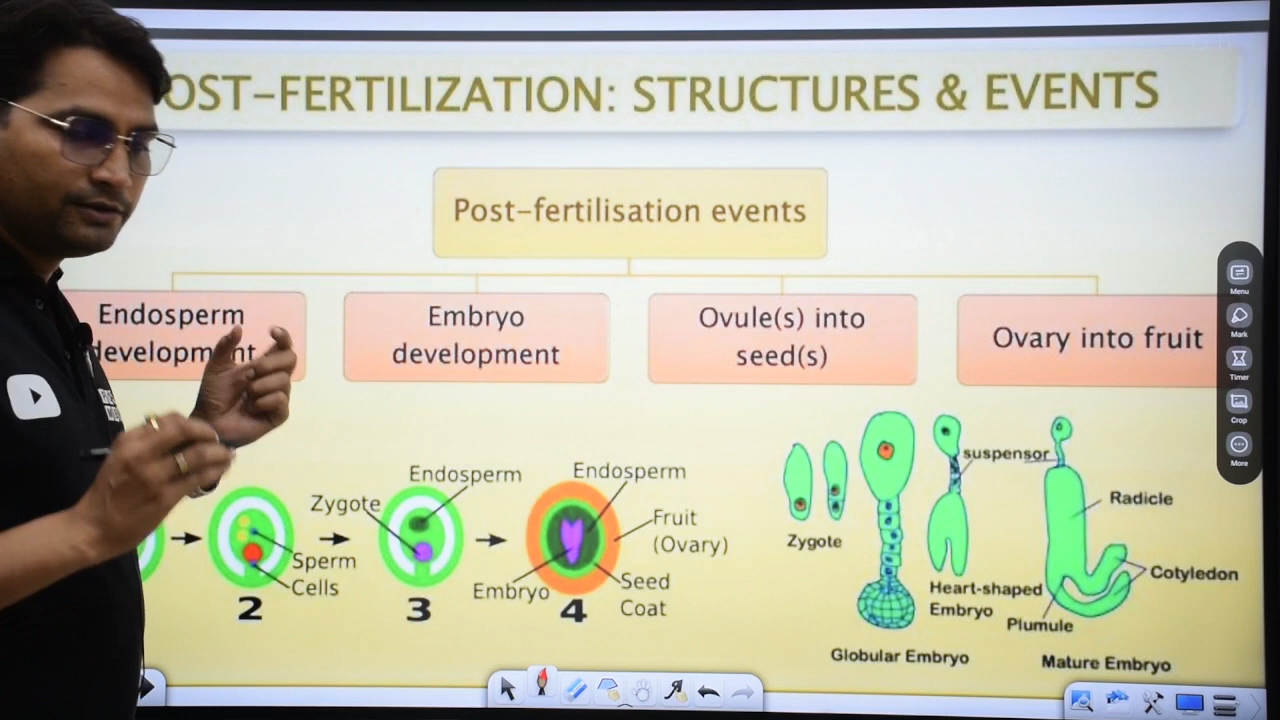 OST-FERTILIZATION: STRUCTURES & EVENTS
Post-fertilisation events
Endosperm
development
Embryo
development
Ovule(s) into
seed(s)
Ovary into fruit
Menu
Mark
Timer
Crop
More
Endosperm
Zygote
Sperm
Cells
2
3
Endosperm
Fruit
(Ovary)
Embryo
Seed
Coat
4
Zygote
suspensor
Radicle
Cotyledon
Heart-shaped
Embryo
Plumule
Globular Embryo
Mature Embryo